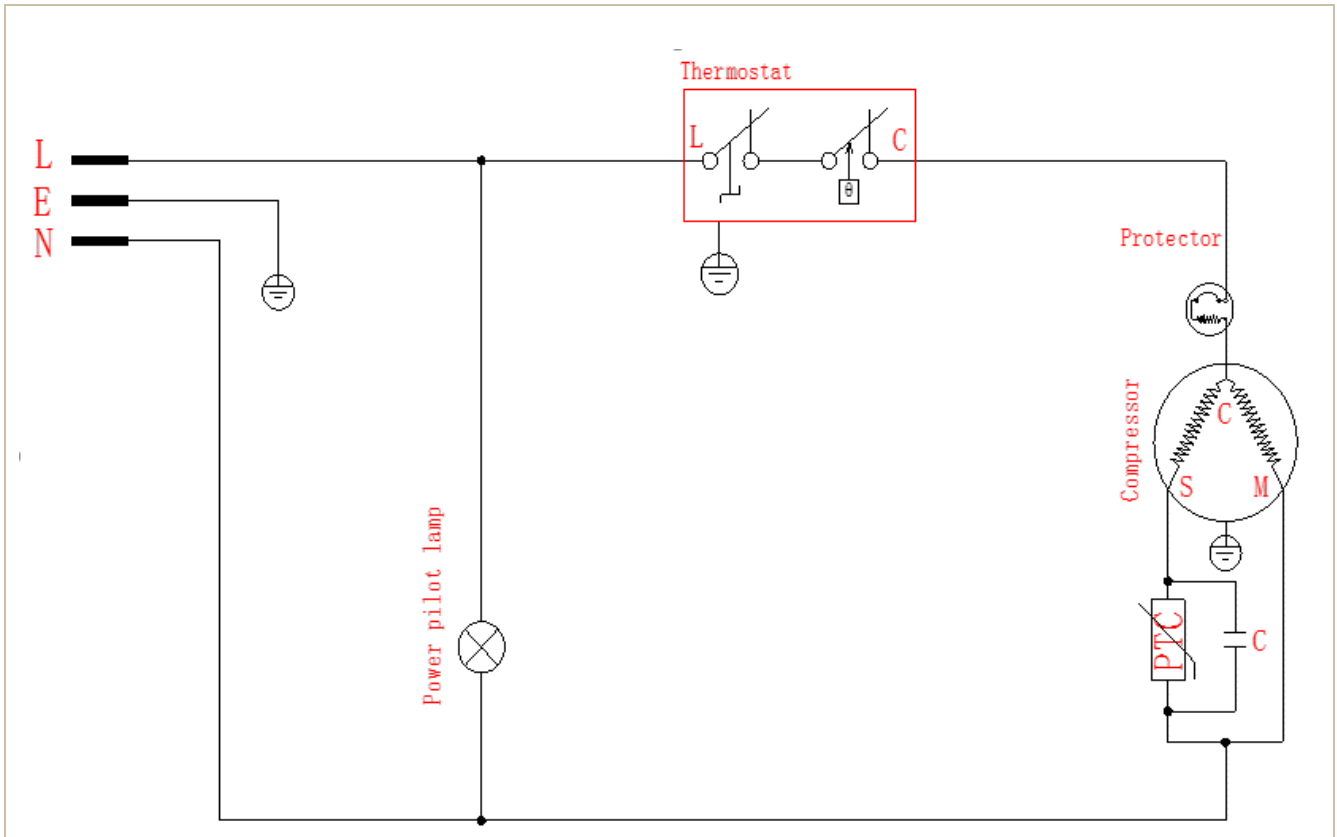 Thermostat
L
C
L
E
N
θ
Protector
Compressor
C
S
M
Power pilot lamp
PTC
C